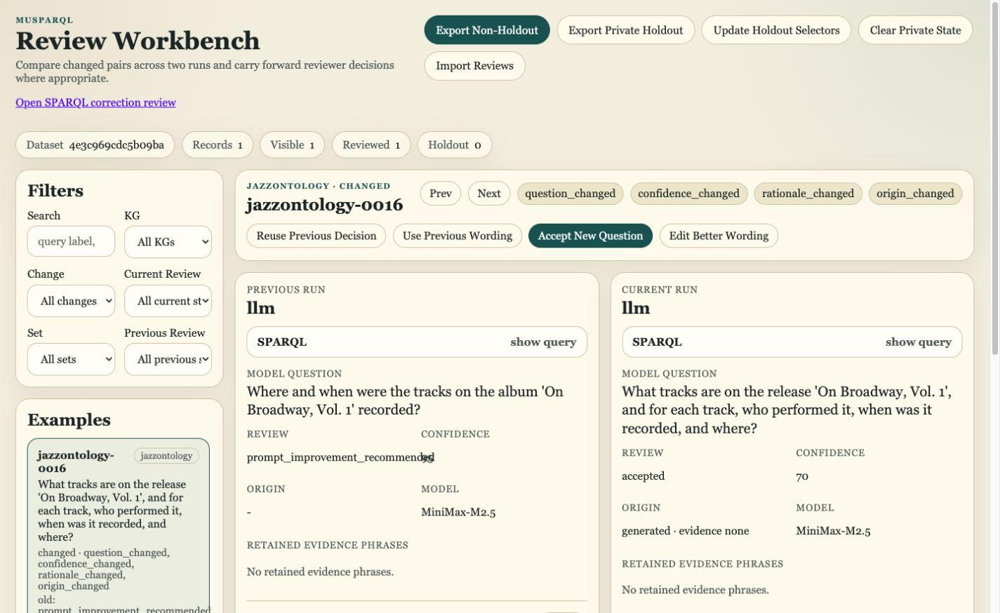 MUSPARQL
Review Workbench
Compare changed pairs across two runs and carry forward reviewer decisions
where appropriate.
Open SPARQL correction review
Export Non-Holdout
Export Private Holdout
Update Holdout Selectors
Clear Private State
Import Reviews
Dataset 4e3c969cdc5b09ba
Records 1
Visible 1
Reviewed 1
Holdout 0
Filters
Search
KG
query label,
All KGs
Change
Current Review
All changes
All current st
Set
Previous Review
All sets
All previous s
Examples
jazzontology-
0016
jazzontology
What tracks are on the release
'On Broadway, Vol. 1', and for
each track, who performed it,
when was it recorded, and
where?
changed · question_changed,
confidence_changed,
rationale_changed,
origin_changed
old:
prompt_improvement_recommended
JAZZONTOLOGY · CHANGED
jazzontology-0016
Prev
Next
question_changed
confidence_changed
rationale_changed
origin_changed
Reuse Previous Decision
Use Previous Wording
Accept New Question
Edit Better Wording
PREVIOUS RUN
llm
SPARQL
show query
MODEL QUESTION
Where and when were the tracks on the album 'On
Broadway, Vol. 1' recorded?
REVIEW
CONFIDENCE
prompt_improvement_recommended
95
ORIGIN
MODEL
-
MiniMax-M2.5
RETAINED EVIDENCE PHRASES
No retained evidence phrases.
CURRENT RUN
llm
SPARQL
show query
MODEL QUESTION
What tracks are on the release 'On Broadway, Vol. 1',
and for each track, who performed it, when was it
recorded, and where?
REVIEW
CONFIDENCE
accepted
70
ORIGIN
MODEL
generated · evidence none
MiniMax-M2.5
RETAINED EVIDENCE PHRASES
No retained evidence phrases.